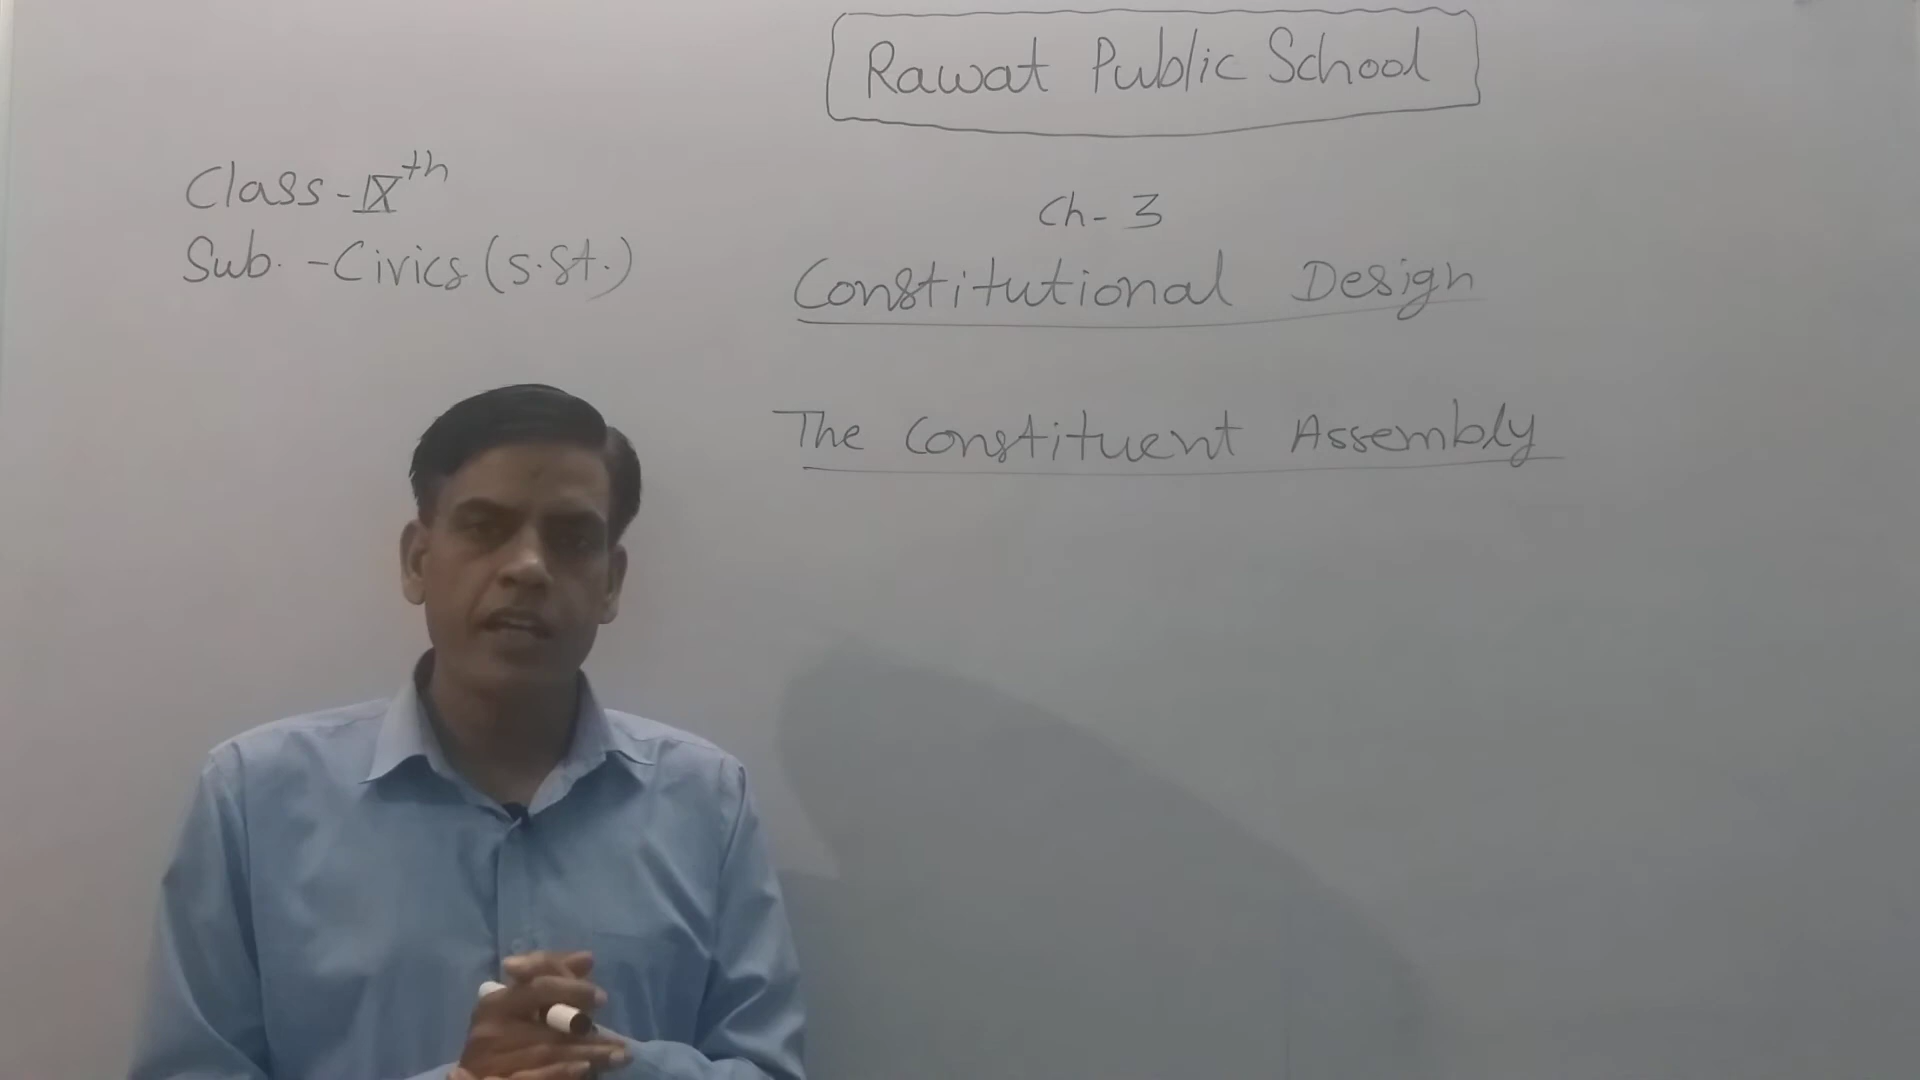 Rawat Public School
Class - IXth
Sub. - Civics (S.St.)
Ch- 3
Constitutional Design
The Constituent Assembly